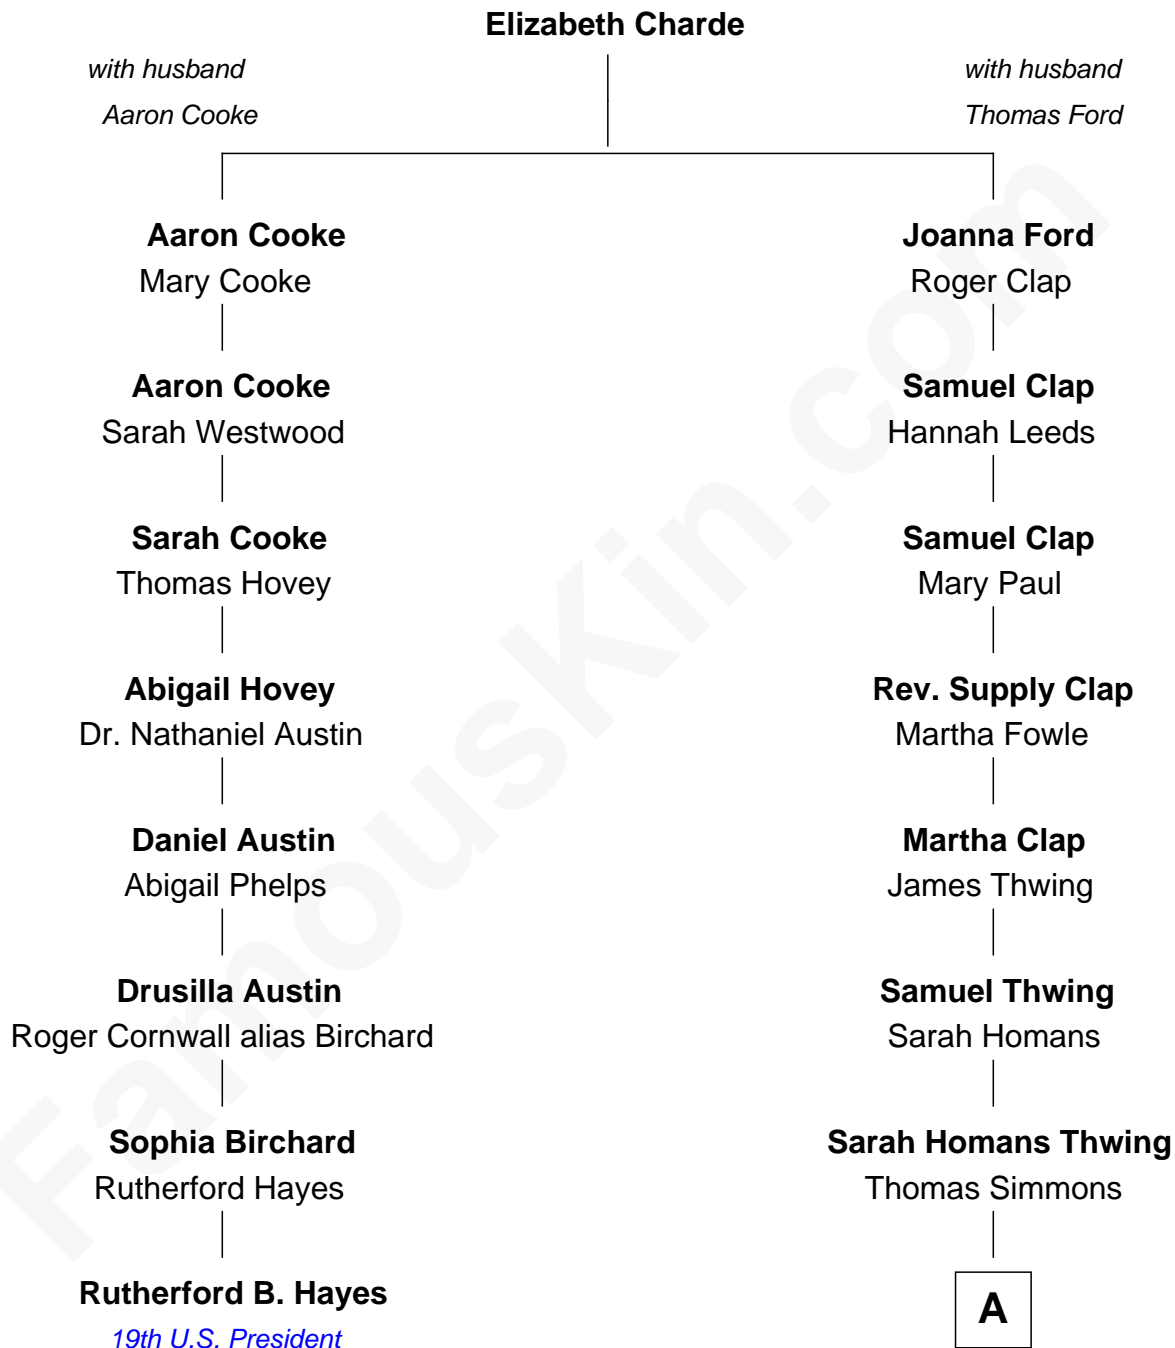 Elizabeth Charde
with husband
Aaron Cooke
with husband
Thomas Ford
Aaron Cooke
Mary Cooke
Joanna Ford
Roger Clap
Aaron Cooke
Sarah Westwood
Samuel Clap
Hannah Leeds
Sarah Cooke
Thomas Hovey
Samuel Clap
Mary Paul
Abigail Hovey
Dr. Nathaniel Austin
Rev. Supply Clap
Martha Fowle
Daniel Austin
Abigail Phelps
Martha Clap
James Thwing
Drusilla Austin
Roger Cornwall alias Birchard
Samuel Thwing
Sarah Homans
Sophia Birchard
Rutherford Hayes
Sarah Homans Thwing
Thomas Simmons
Rutherford B. Hayes
19th U.S. President
A
FamousKin.com